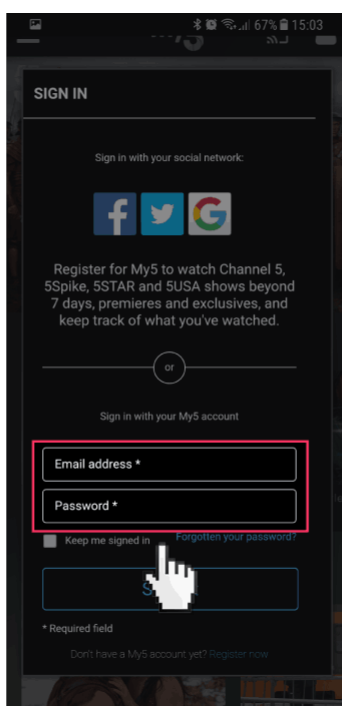 67% 15:03
SIGN IN
Sign in with your social network:
Register for My5 to watch Channel 5,
5Spike, 5STAR and 5USA shows beyond
7 days, premieres and exclusives, and
keep track of what you've watched.
or
Sign in with your My5 account
Email address *
Password *
Keep me signed in Forgotten your password?
* Required field
Don't have a My5 account yet? Register now